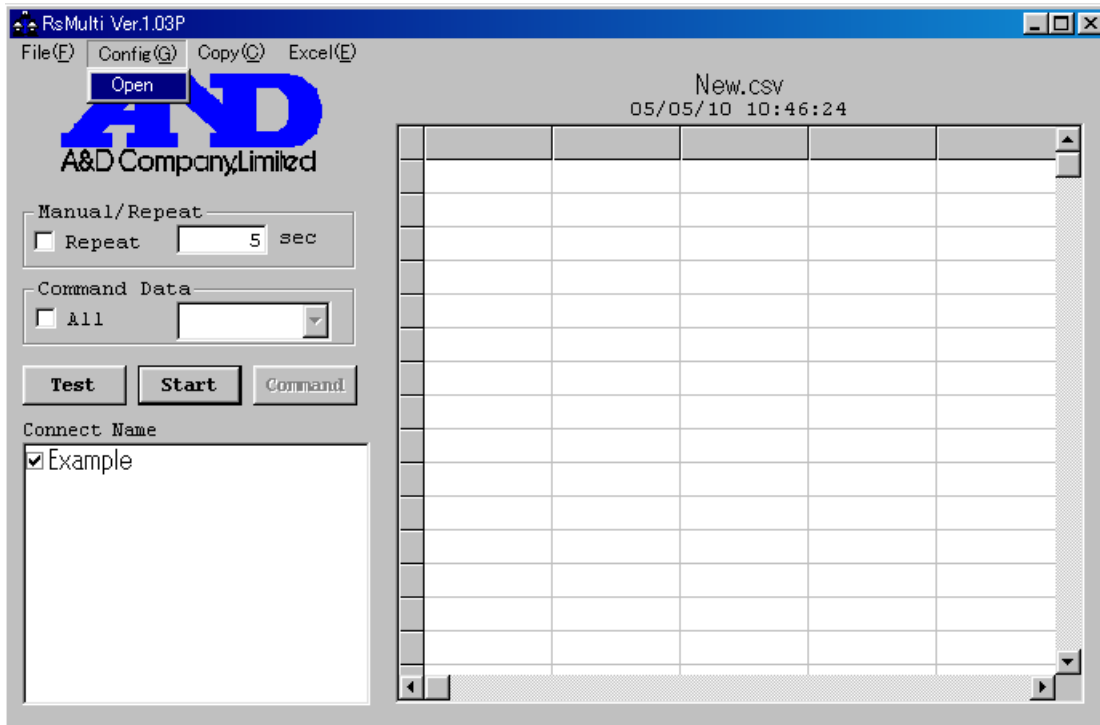 RsMulti Ver.1.03P
File(F) Config(G) Copy(C) Excel(E)
Open
AND
A&D Company,Limited
New.csv
05/05/10 10:46:24
Manual/Repeat
Repeat 5 sec
Command Data
All
Test Start Command
Connect Name
Example